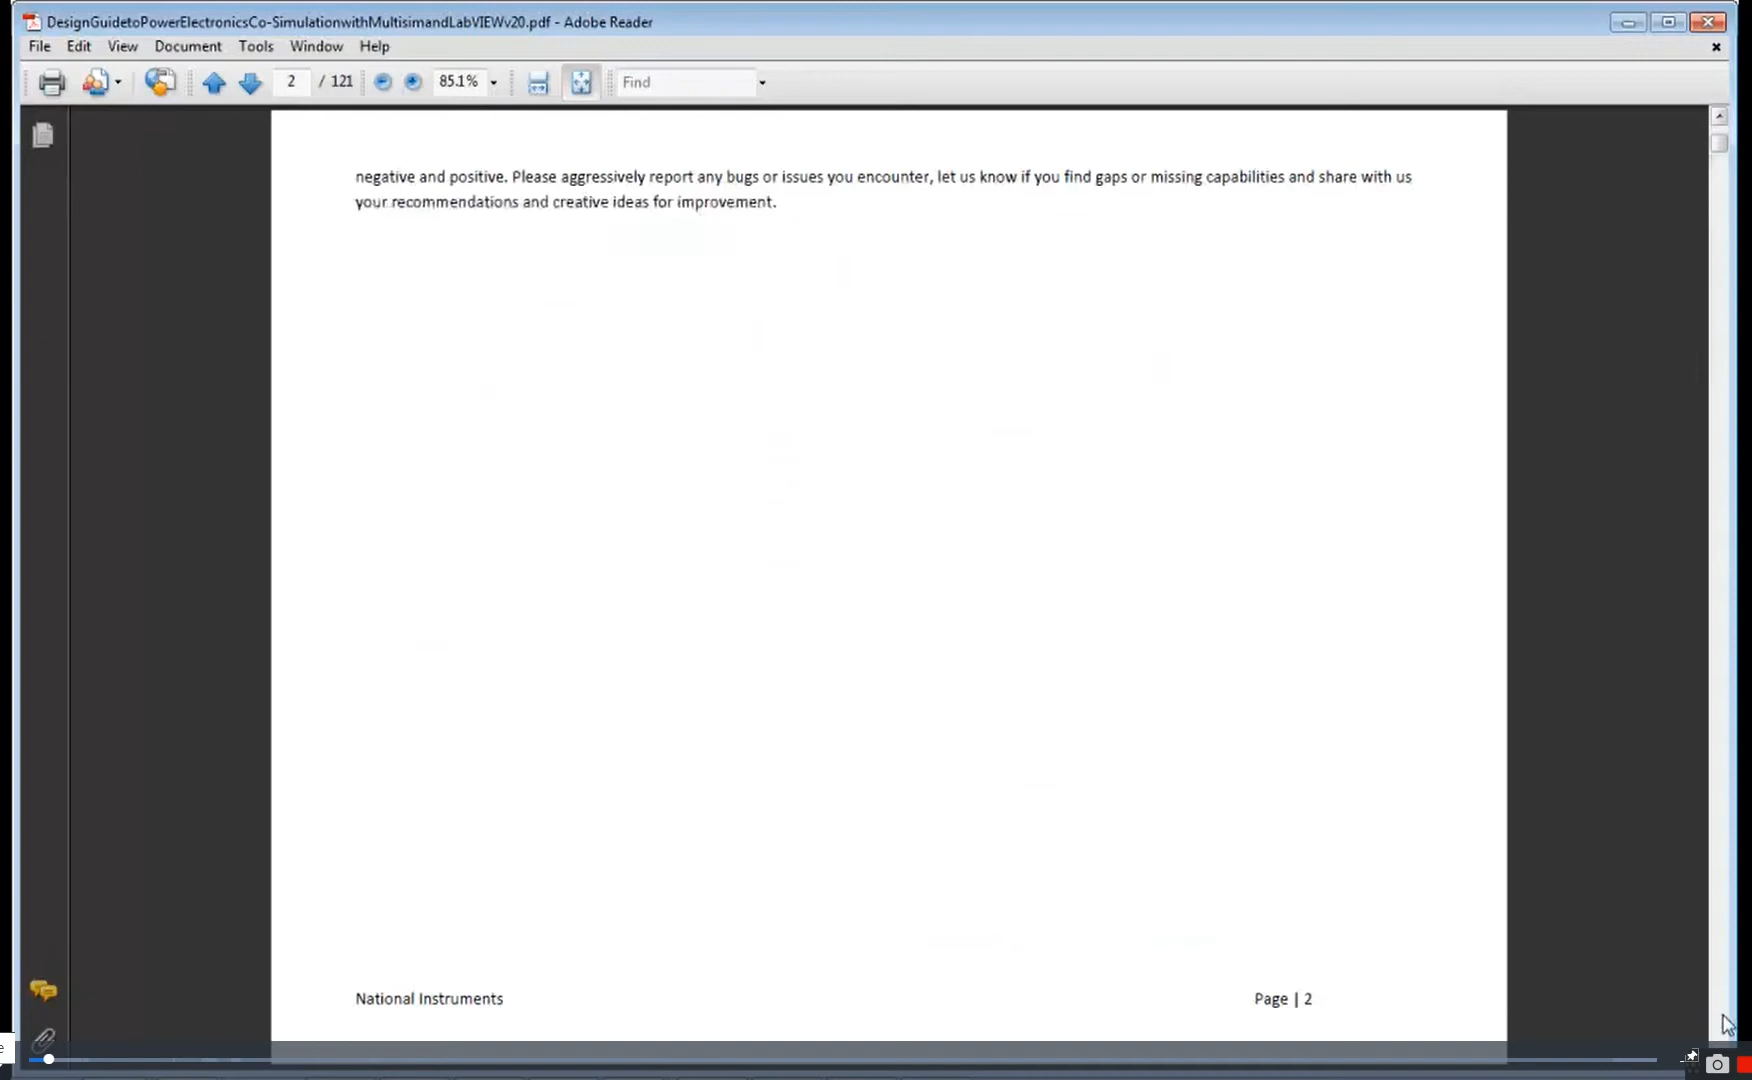 DesignGuidetoPowerElectronicsCo-SimulationwithMultisimandLabVIEWv20.pdf - Adobe Reader
File Edit View Document Tools Window Help
2 / 121 85.1% Find
negative and positive. Please aggressively report any bugs or issues you encounter, let us know if you find gaps or missing capabilities and share with us
your recommendations and creative ideas for improvement.
National Instruments Page | 2
e